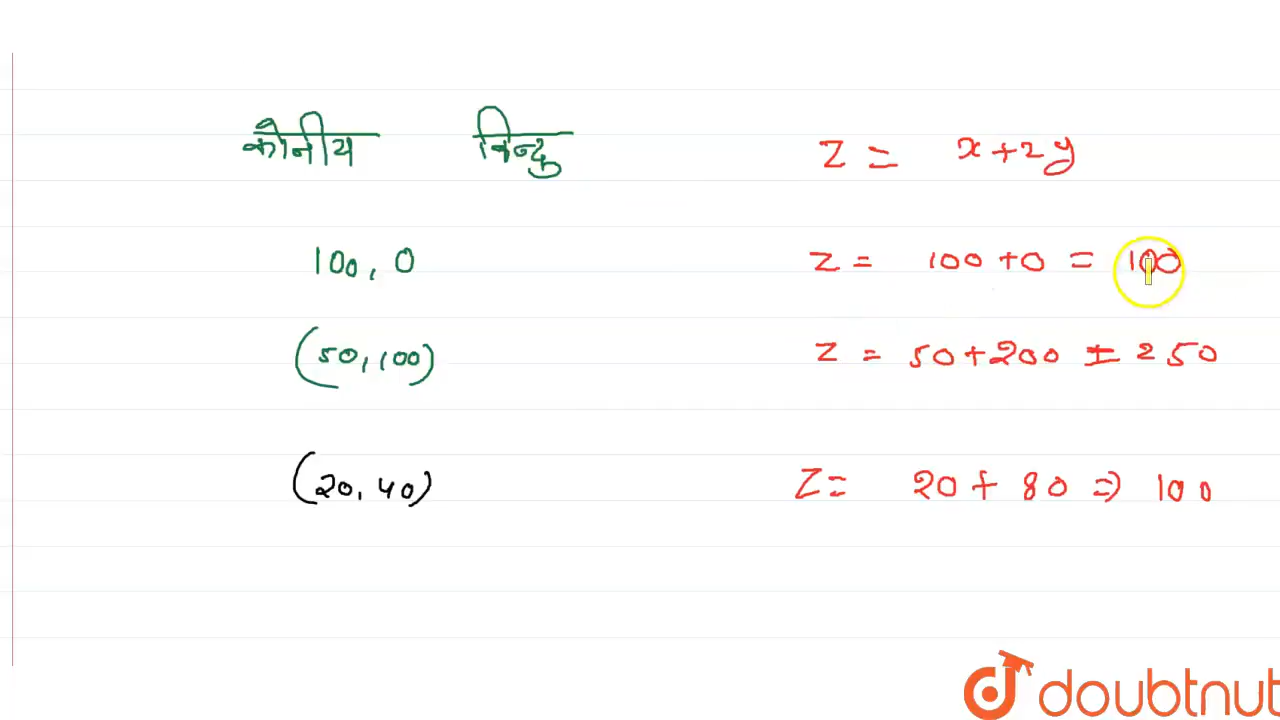 कोनीय बिन्दु Z = x+2y
100, 0 Z = 100 +0 = 100
(50, 100) Z = 50+200 = 250
(20, 40) Z = 20 + 80 => 100
doubtnut